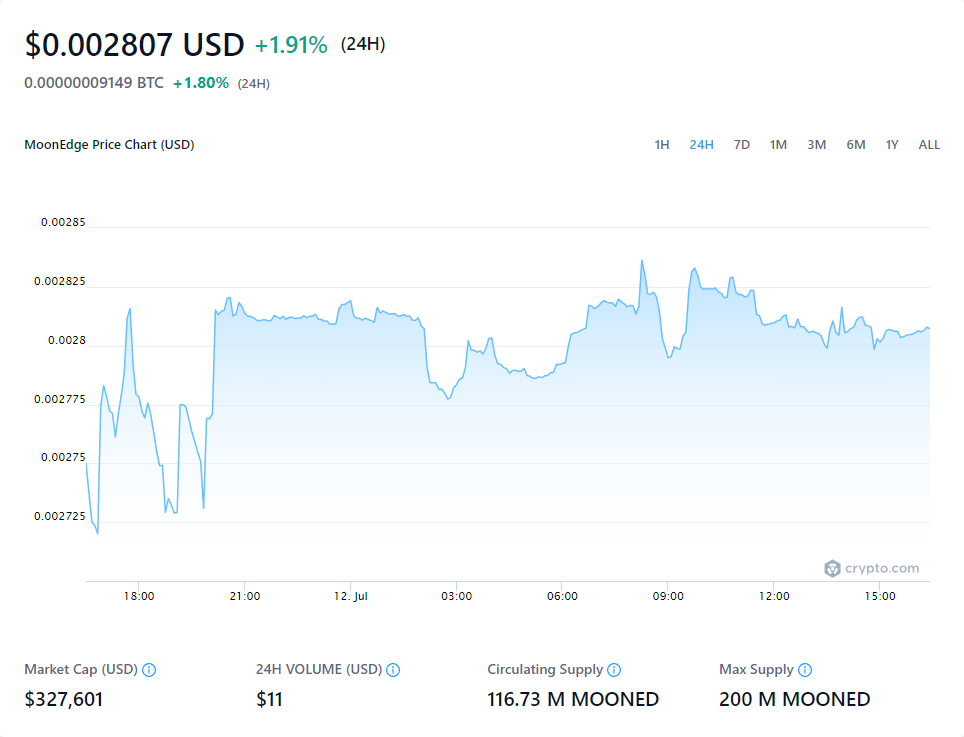 $0.002807 USD +1.91% (24H)
0.00000009149 BTC +1.80% (24H)
MoonEdge Price Chart (USD) 1H 24H 7D 1M 3M 6M 1Y ALL
0.00285
0.002825
0.0028
0.002775
0.00275
0.002725
crypto.com
18:00 21:00 12. Jul 03:00 06:00 09:00 12:00 15:00
Market Cap (USD) 24H VOLUME (USD) Circulating Supply Max Supply
$327,601 $11 116.73 M MOONED 200 M MOONED